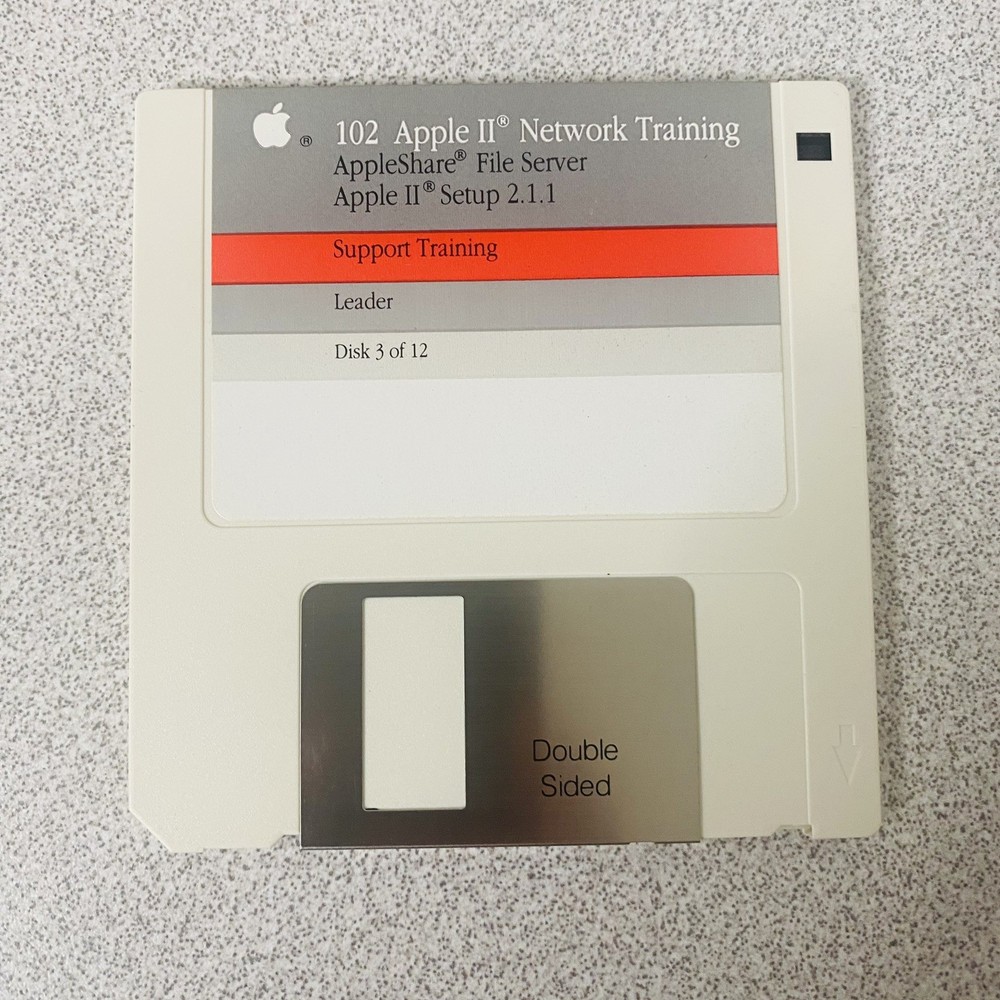 ® 102 Apple II® Network Training
AppleShare® File Server
Apple II® Setup 2.1.1
Support Training
Leader
Disk 3 of 12
Double
Sided